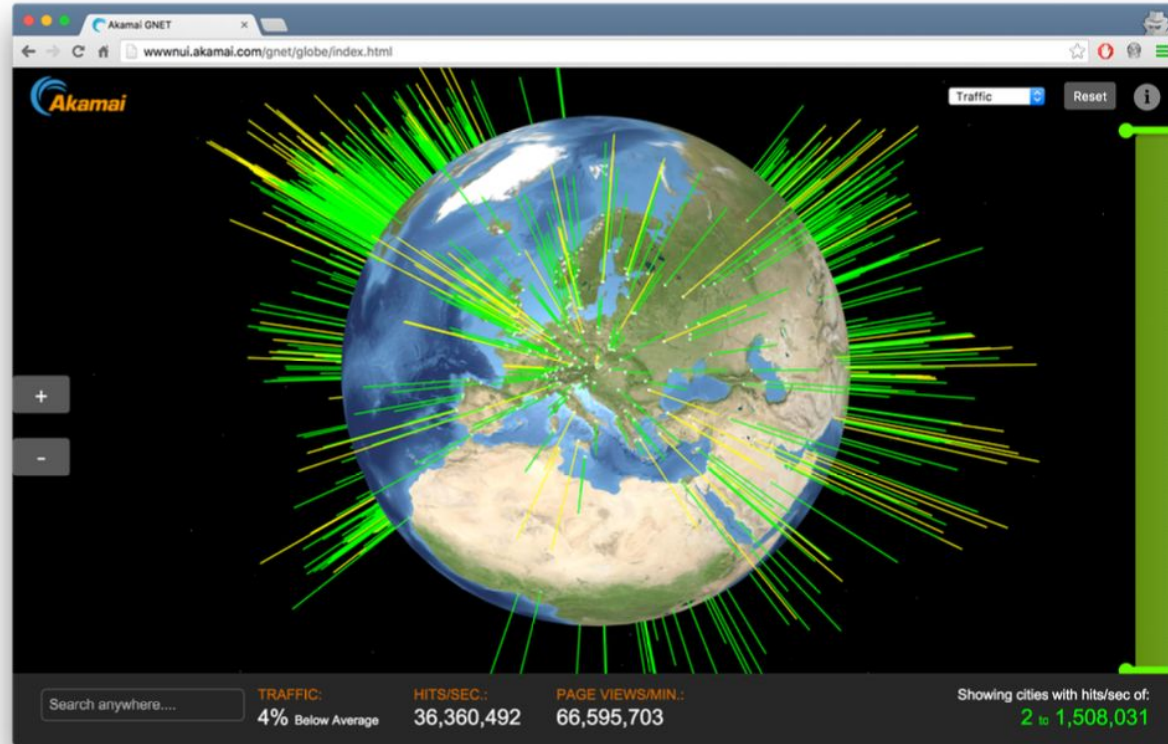 Akamai GNET
wwwnui.akamai.com/gnet/globe/index.html
Akamai
Traffic
Reset
i
+
-
Search anywhere....
TRAFFIC:
4% Below Average
HITS/SEC.:
36,360,492
PAGE VIEWS/MIN.:
66,595,703
Showing cities with hits/sec of:
2 to 1,508,031